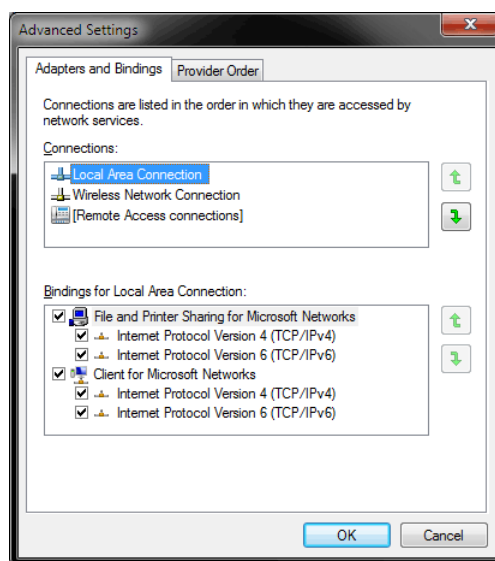 Advanced Settings
Adapters and Bindings
Provider Order
Connections are listed in the order in which they are accessed by
network services.
Connections:
Local Area Connection
Wireless Network Connection
[Remote Access connections]
Bindings for Local Area Connection:
File and Printer Sharing for Microsoft Networks
Internet Protocol Version 4 (TCP/IPv4)
Internet Protocol Version 6 (TCP/IPv6)
Client for Microsoft Networks
Internet Protocol Version 4 (TCP/IPv4)
Internet Protocol Version 6 (TCP/IPv6)
OK
Cancel